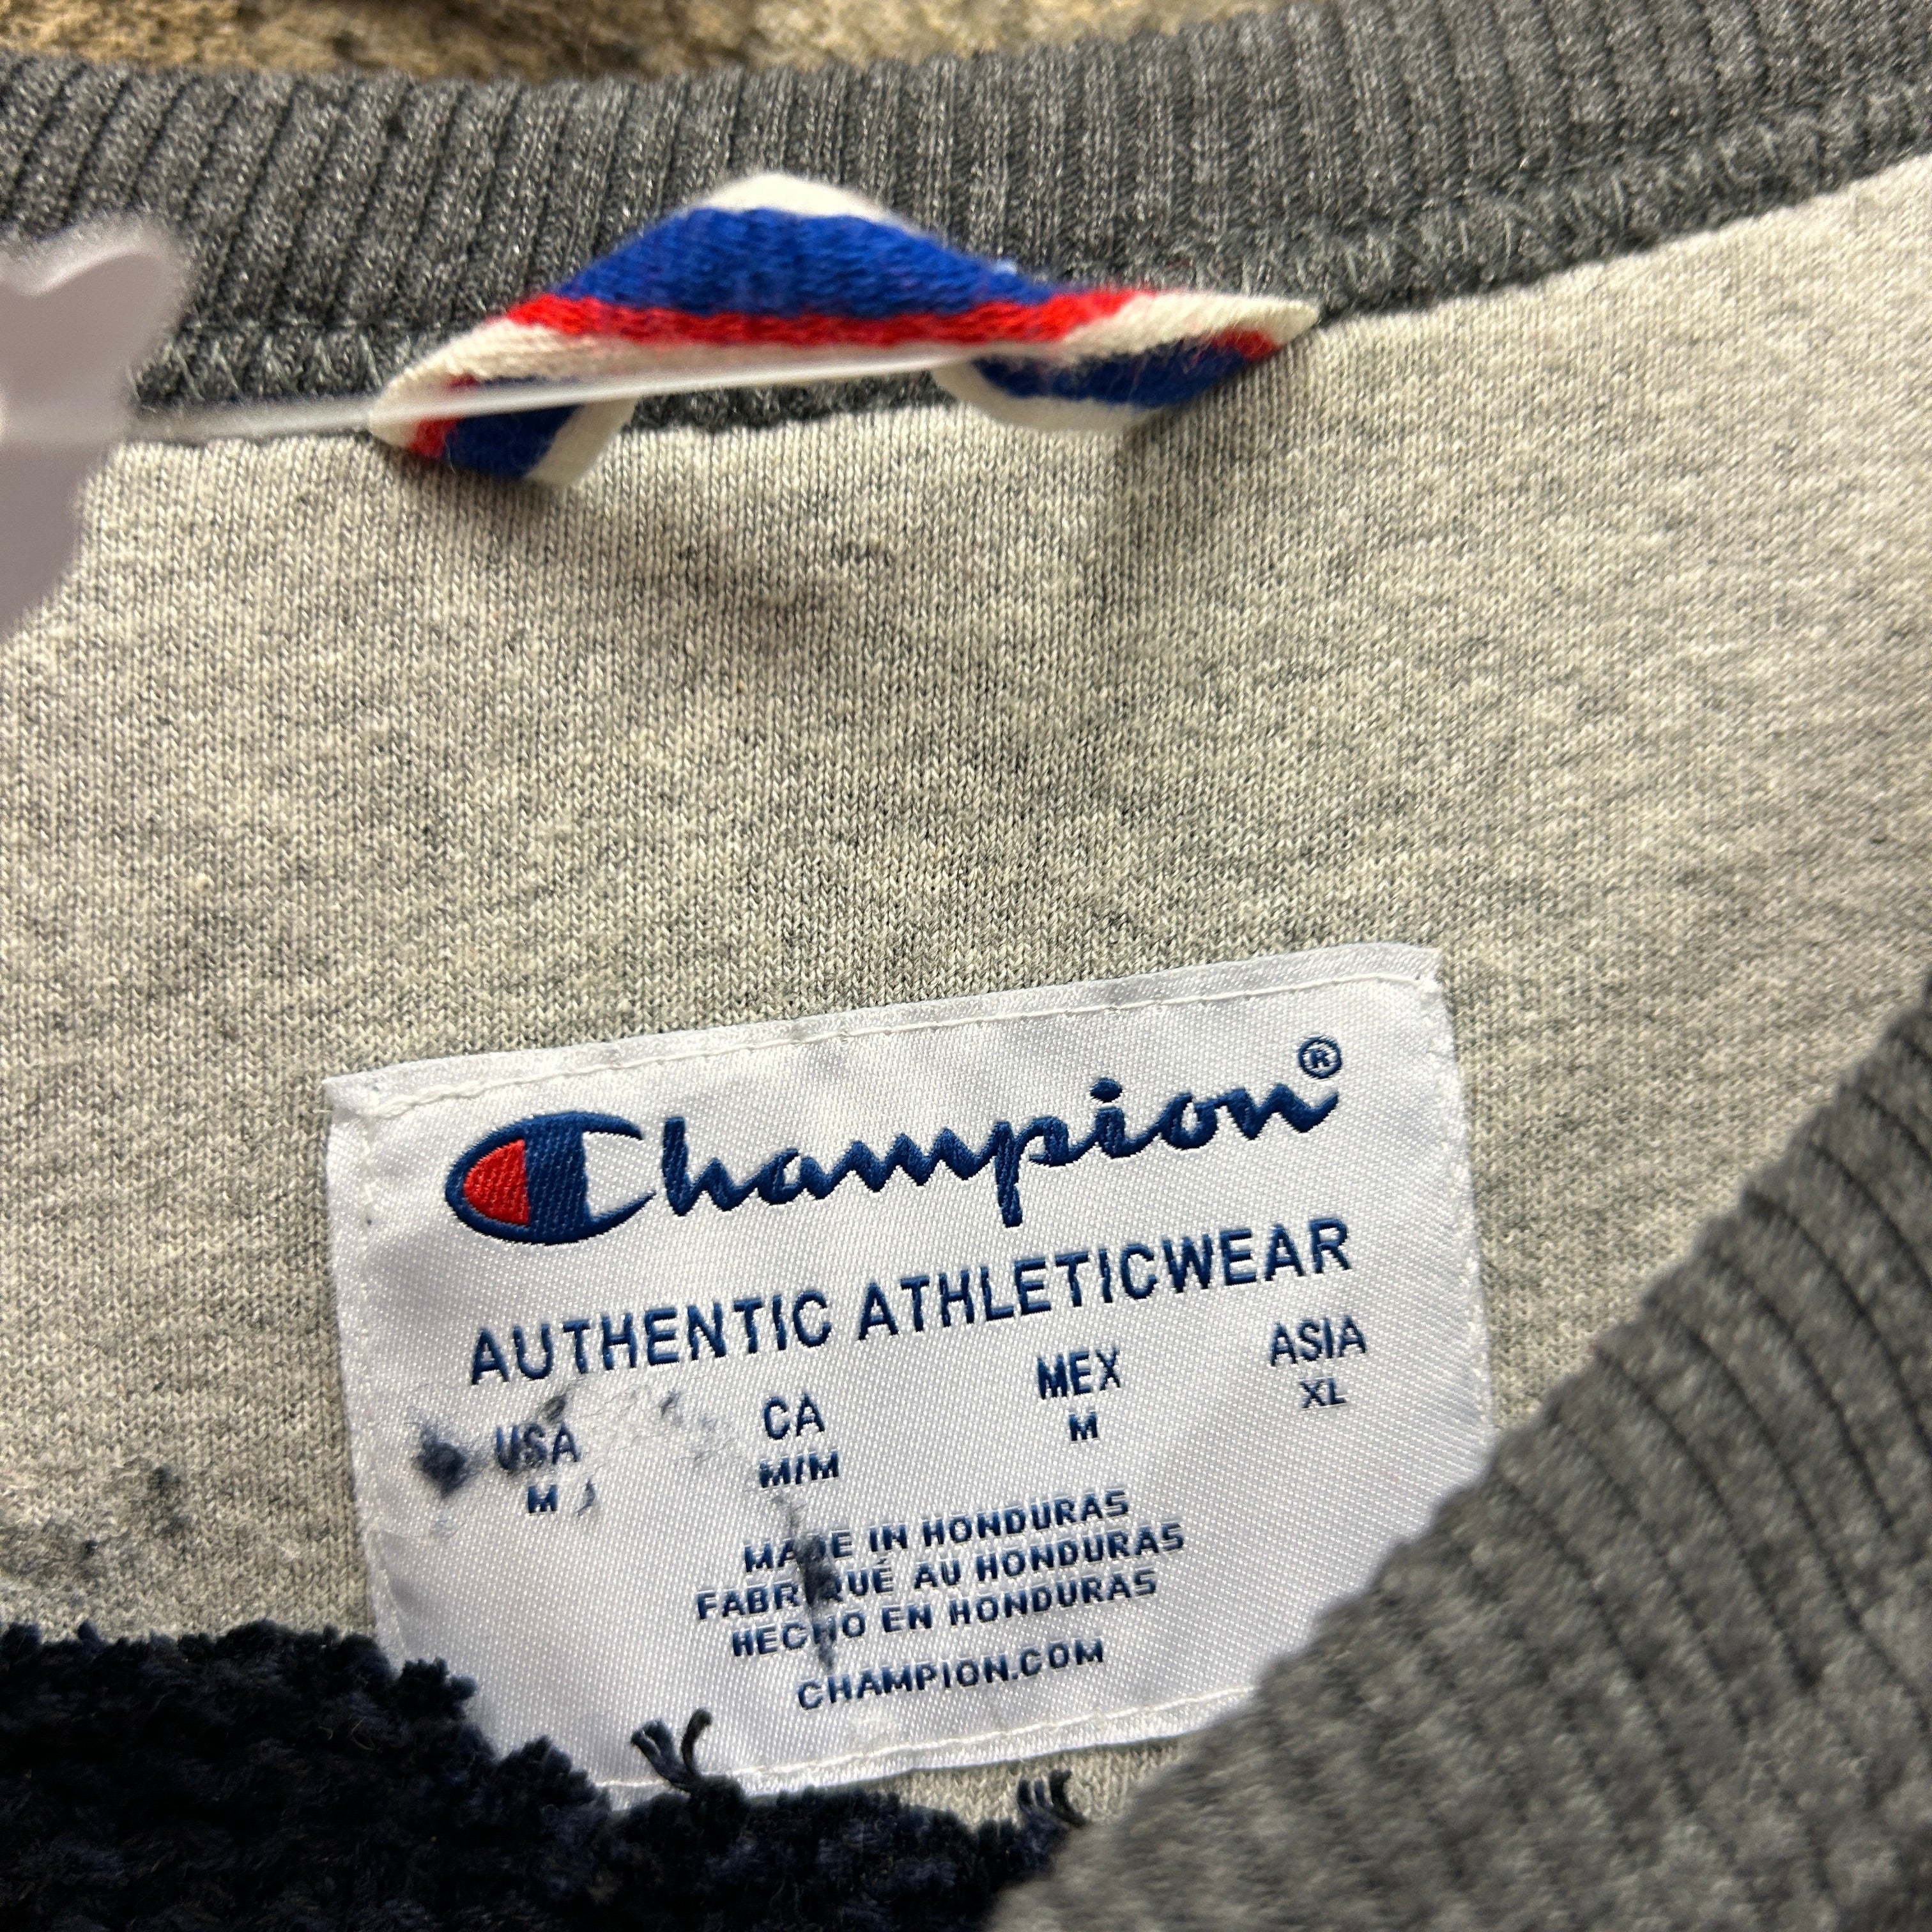 Champion®
AUTHENTIC ATHLETICWEAR
USA CA MEX ASIA
M M/M M XL
MADE IN HONDURAS
FABRIQUÉ AU HONDURAS
HECHO EN HONDURAS
CHAMPION.COM